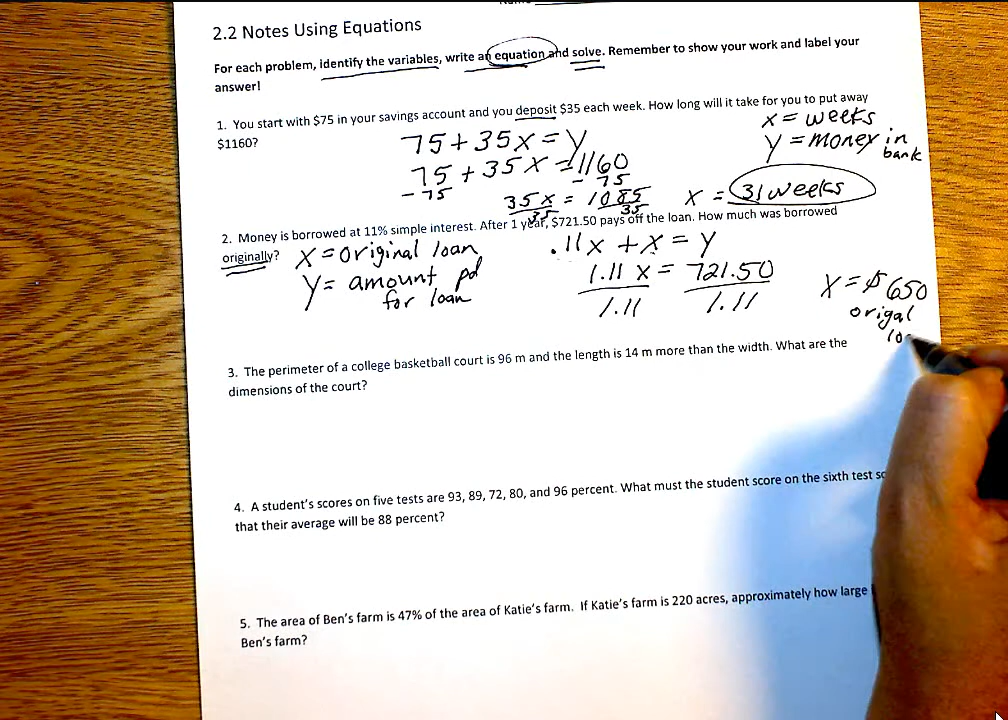 2.2 Notes Using Equations
For each problem, identify the variables, write an equation and solve. Remember to show your work and label your
answer!
1. You start with $75 in your savings account and you deposit $35 each week. How long will it take for you to put away
$1160?
x = weeks
y = money in
bank
75 + 35x = y
75 + 35x = 1160
- 75 - 75
35x = 1085
35 35
x = 31 weeks
2. Money is borrowed at 11% simple interest. After 1 year, $721.50 pays off the loan. How much was borrowed
originally?
x = original loan
y = amount pd
for loan
.11x + x = y
1.11 x = 721.50
1.11 1.11
x = $650
origal
lo
3. The perimeter of a college basketball court is 96 m and the length is 14 m more than the width. What are the
dimensions of the court?
4. A student's scores on five tests are 93, 89, 72, 80, and 96 percent. What must the student score on the sixth test
that their average will be 88 percent?
5. The area of Ben's farm is 47% of the area of Katie's farm. If Katie's farm is 220 acres, approximately how large
Ben's farm?